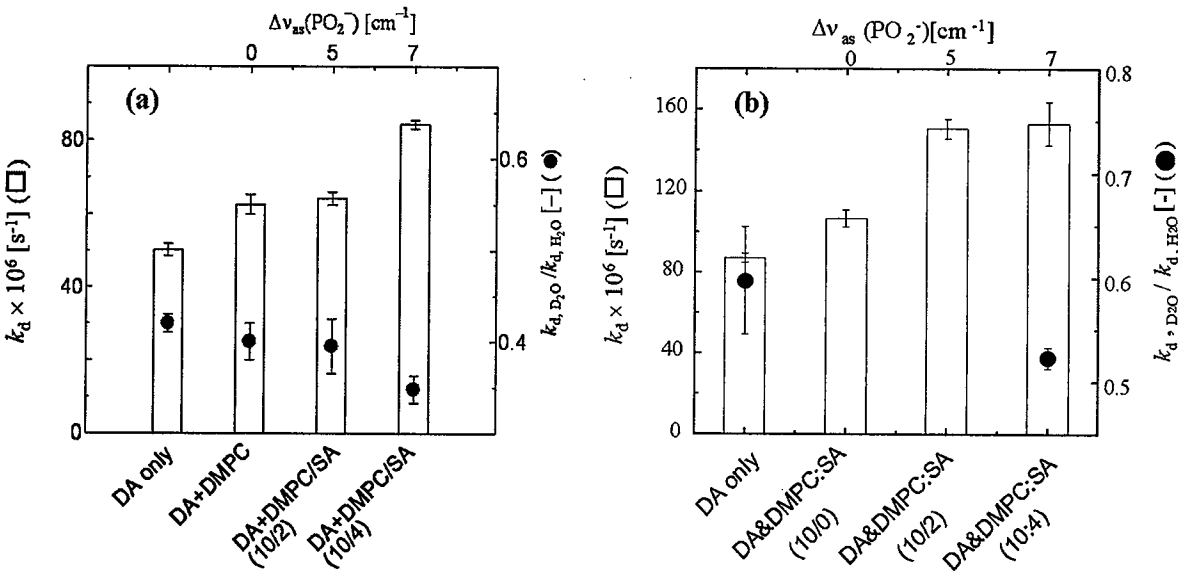 Δν_as(PO₂⁻) [cm⁻¹]
0 5 7
(a)
80
40
0
k_d × 10⁶ [s⁻¹] (□)
0.6
0.4
k_d, D₂O / k_d, H₂O [–] (●)
DA only
DA+DMPC
DA+DMPC/SA
(10/2)
DA+DMPC/SA
(10/4)
Δν_as (PO₂⁻)[cm⁻¹]
0 5 7
(b)
160
120
80
40
0
k_d × 10⁶ [s⁻¹] (□)
0.8
0.7
0.6
0.5
k_d, D2O / k_d, H2O [-] (●)
DA only
DA&DMPC:SA
(10/0)
DA&DMPC:SA
(10/2)
DA&DMPC:SA
(10:4)